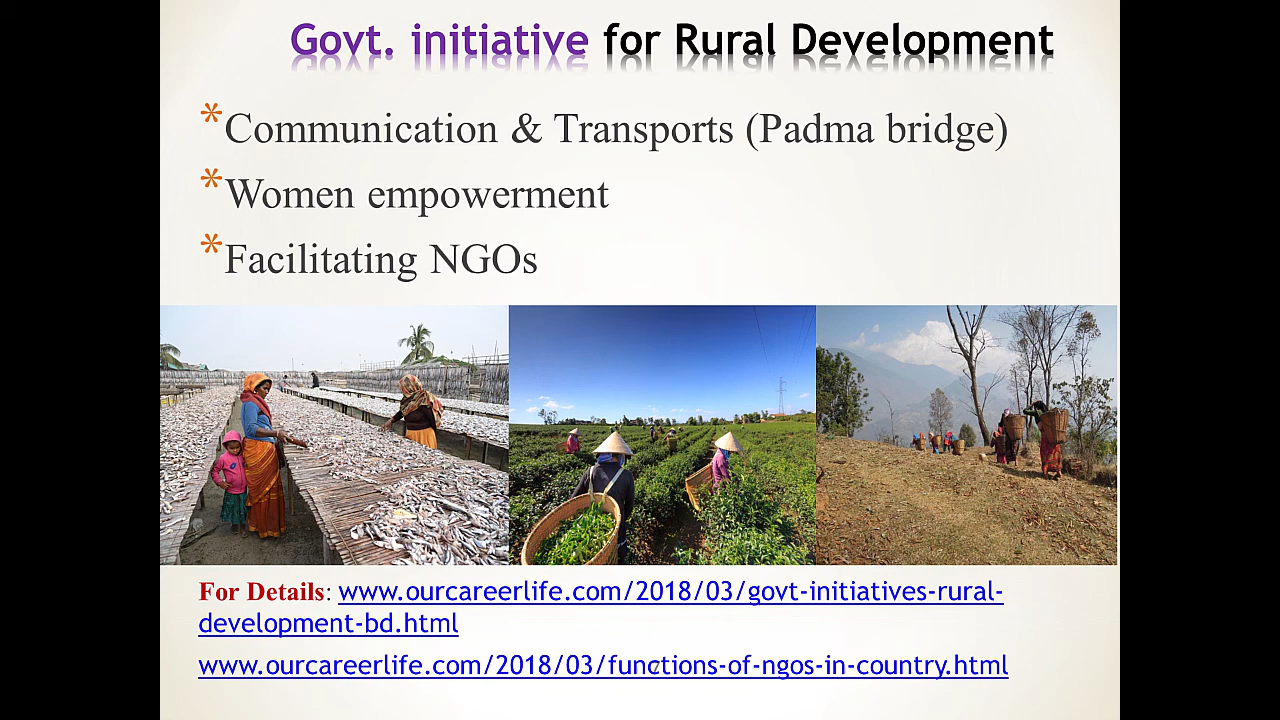 Govt. initiative for Rural Development
*Communication & Transports (Padma bridge)
*Women empowerment
*Facilitating NGOs
For Details: www.ourcareerlife.com/2018/03/govt-initiatives-rural-
development-bd.html
www.ourcareerlife.com/2018/03/functions-of-ngos-in-country.html